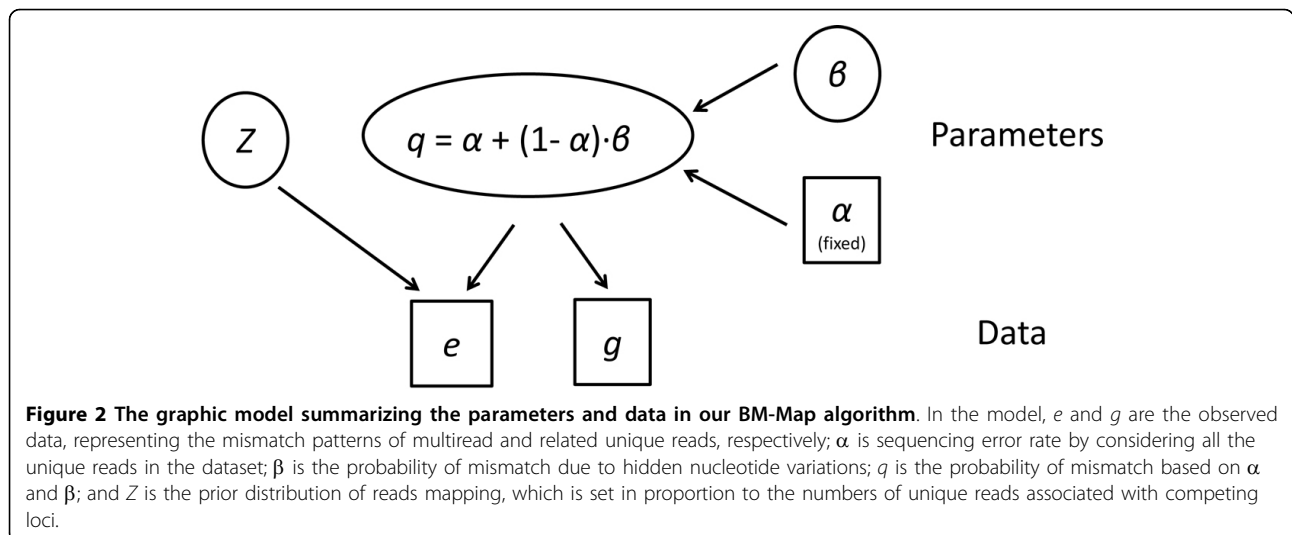 β
Z
q = α + (1- α)·β
Parameters
α
(fixed)
e
g
Data
Figure 2 The graphic model summarizing the parameters and data in our BM-Map algorithm. In the model, e and g are the observed
data, representing the mismatch patterns of multiread and related unique reads, respectively; α is sequencing error rate by considering all the
unique reads in the dataset; β is the probability of mismatch due to hidden nucleotide variations; q is the probability of mismatch based on α
and β; and Z is the prior distribution of reads mapping, which is set in proportion to the numbers of unique reads associated with competing
loci.